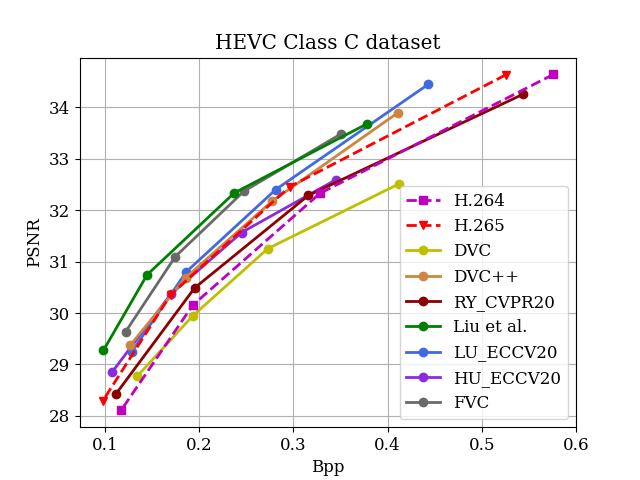 HEVC Class C dataset
PSNR
34
33
32
31
30
29
28
0.1 0.2 0.3 0.4 0.5 0.6
Bpp
H.264
H.265
DVC
DVC++
RY_CVPR20
Liu et al.
LU_ECCV20
HU_ECCV20
FVC